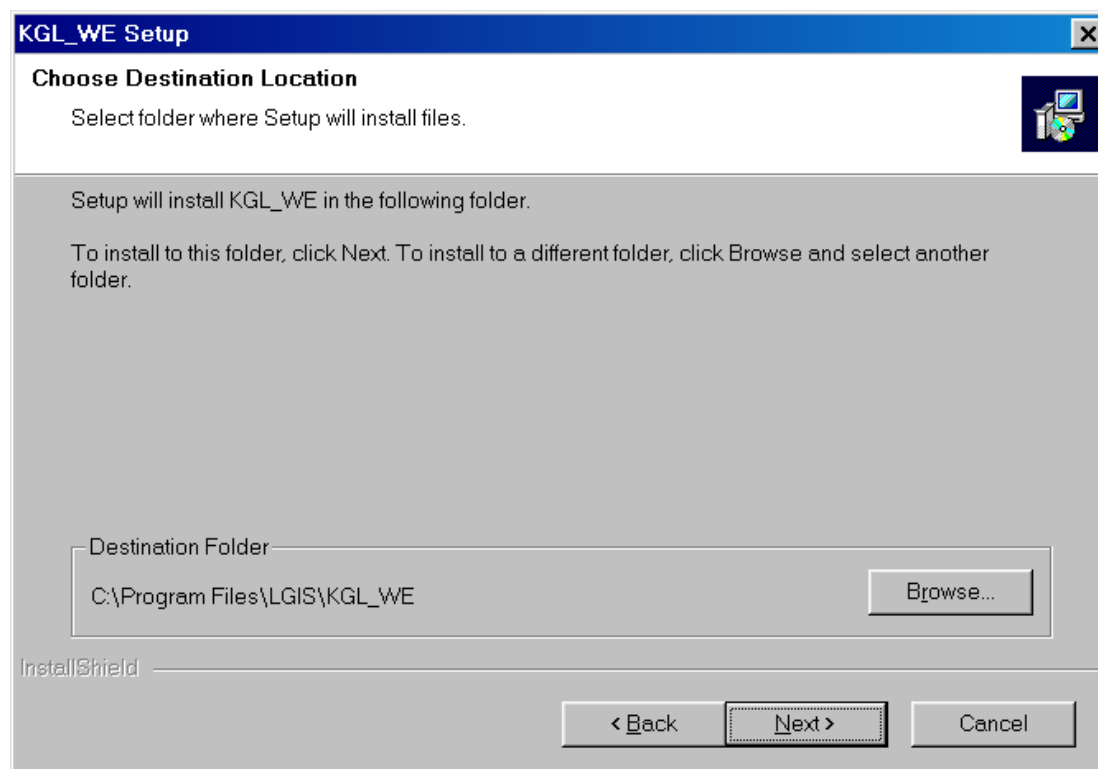 KGL_WE Setup
Choose Destination Location
Select folder where Setup will install files.
Setup will install KGL_WE in the following folder.
To install to this folder, click Next. To install to a different folder, click Browse and select another
folder.
Destination Folder
C:\Program Files\LGIS\KGL_WE
Browse...
InstallShield
< Back
Next >
Cancel